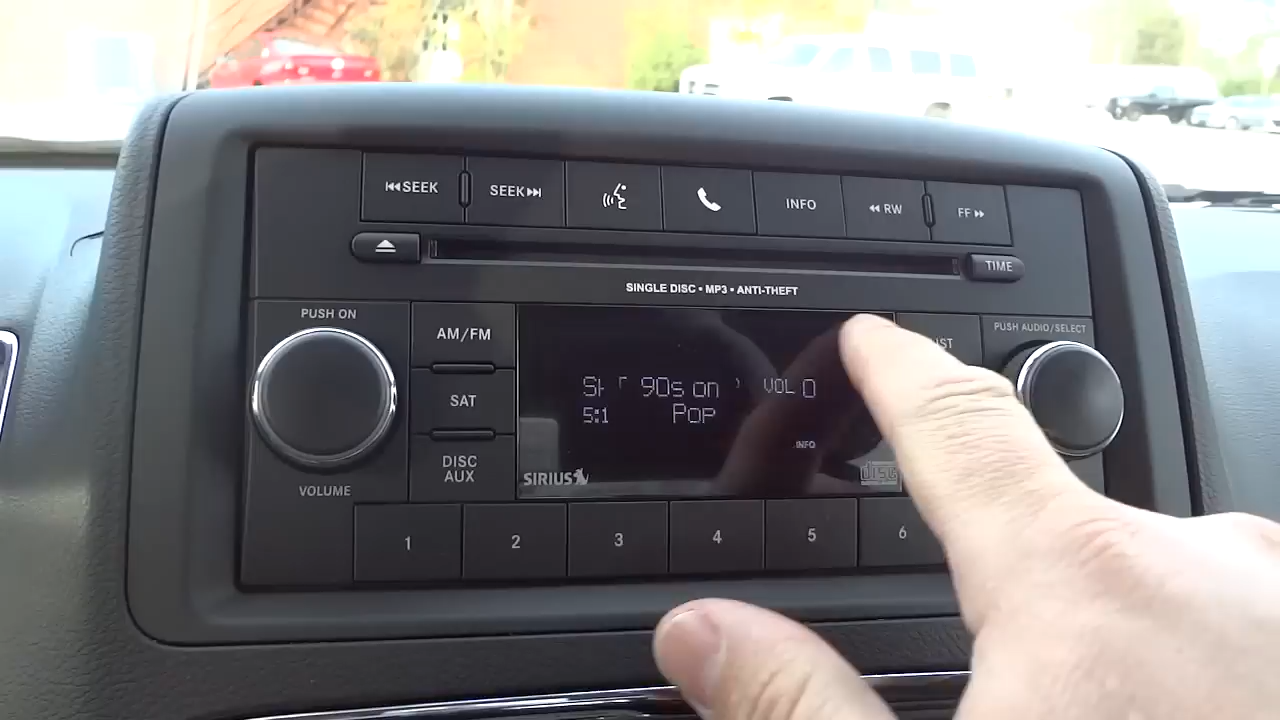 SEEK
SEEK
INFO
RW
FF
TIME
SINGLE DISC • MP3 • ANTI-THEFT
PUSH ON
AM/FM
PUSH AUDIO/SELECT
90s on VOL 0
SAT
5:1 Pop
INFO
DISC
AUX
SIRIUS
disc
VOLUME
1
2
3
4
5
6